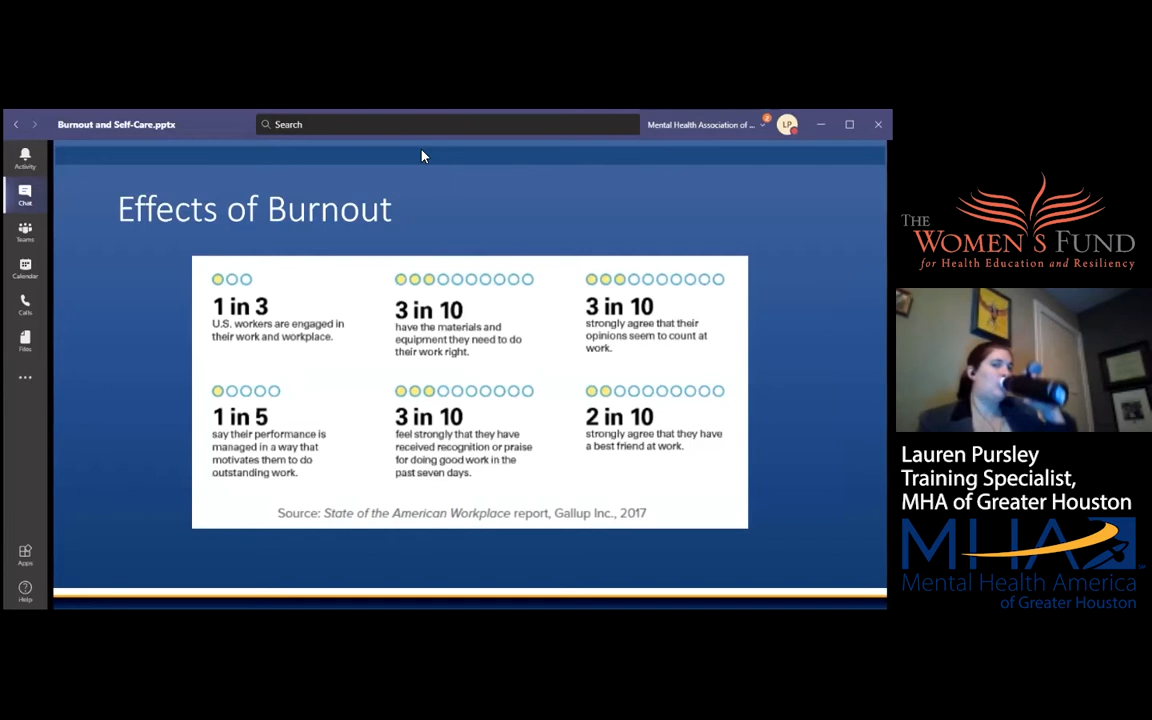 Burnout and Self-Care.pptx
Search
Mental Health Association of ...
2
LP
Activity
Chat
Teams
Calendar
Calls
Files
Apps
Help
Effects of Burnout
1 in 3
U.S. workers are engaged in
their work and workplace.
3 in 10
have the materials and
equipment they need to do
their work right.
3 in 10
strongly agree that their
opinions seem to count at
work.
1 in 5
say their performance is
managed in a way that
motivates them to do
outstanding work.
3 in 10
feel strongly that they have
received recognition or praise
for doing good work in the
past seven days.
2 in 10
strongly agree that they have
a best friend at work.
Source: State of the American Workplace report, Gallup Inc., 2017
THE
WOMEN'S FUND
for Health Education and Resiliency
Lauren Pursley
Training Specialist,
MHA of Greater Houston
MHA
Mental Health America
of Greater Houston